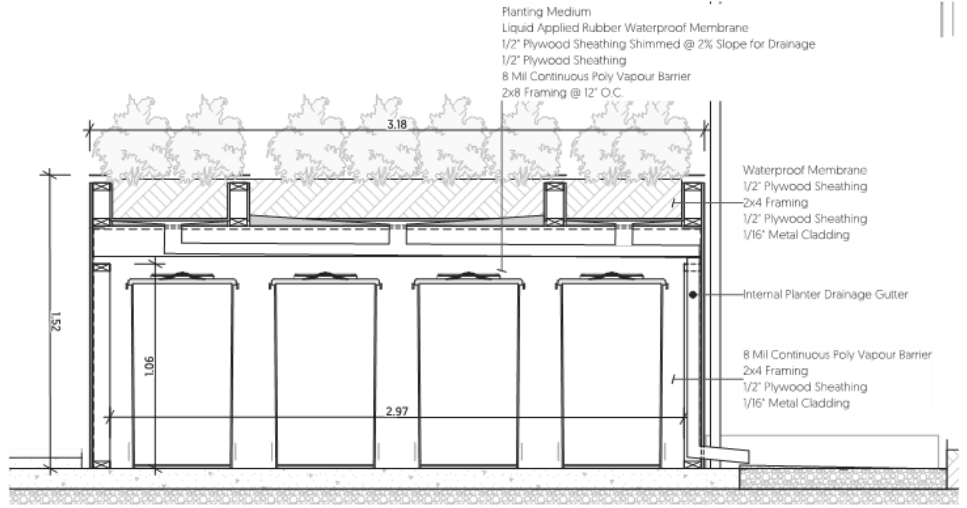 Planting Medium
Liquid Applied Rubber Waterproof Membrane
1/2" Plywood Sheathing Shimmed @ 2% Slope for Drainage
1/2" Plywood Sheathing
8 Mil Continuous Poly Vapour Barrier
2x8 Framing @ 12" O.C.
3.18
Waterproof Membrane
1/2" Plywood Sheathing
2x4 Framing
1/2" Plywood Sheathing
1/16" Metal Cladding
Internal Planter Drainage Gutter
1.52
1.06
8 Mil Continuous Poly Vapour Barrier
2x4 Framing
1/2" Plywood Sheathing
1/16" Metal Cladding
2.97